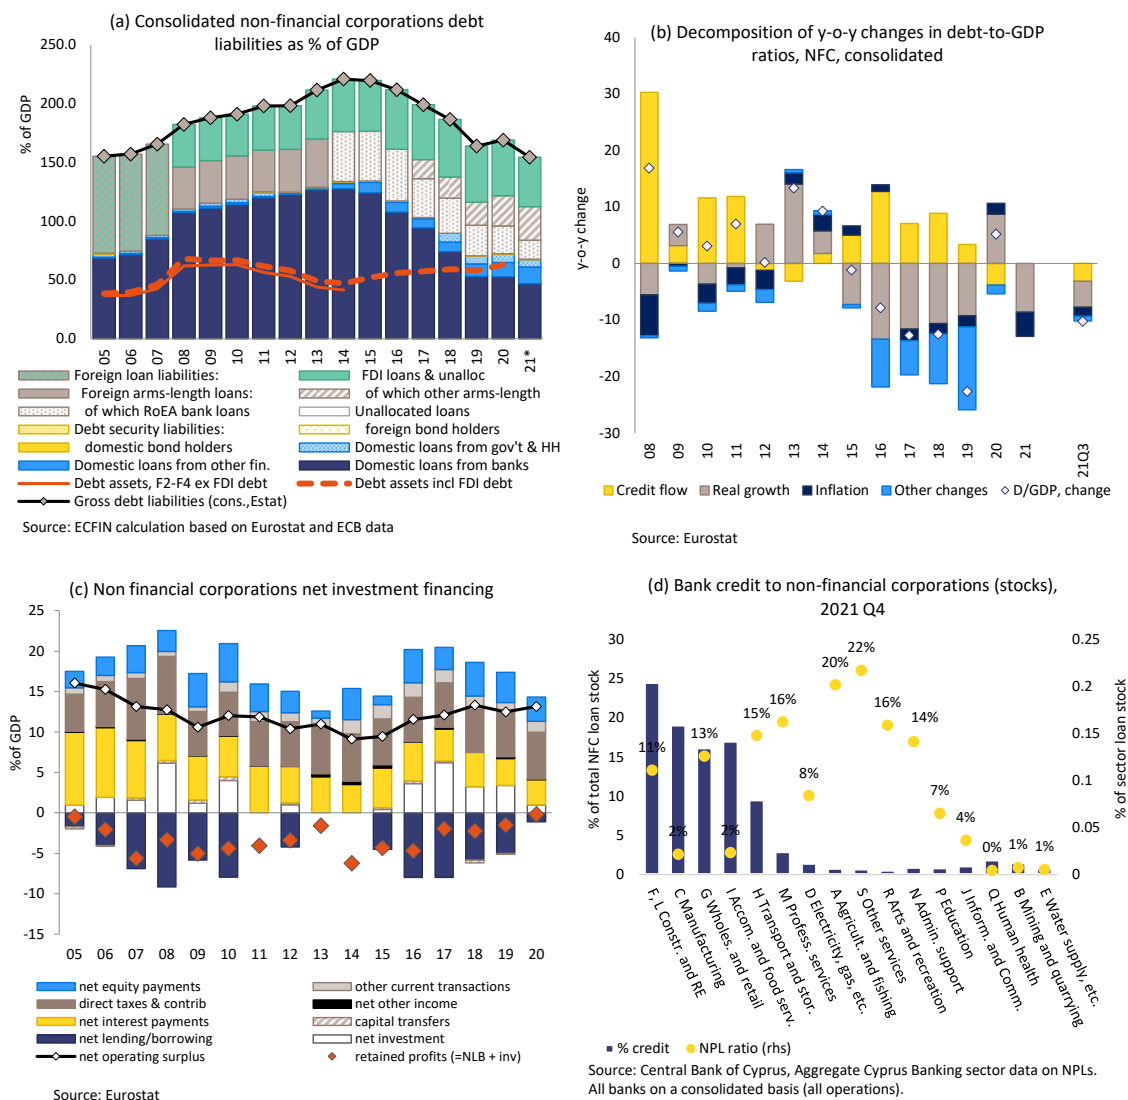 (a) Consolidated non-financial corporations debt
liabilities as % of GDP
% of GDP
250.0
200.0
150.0
100.0
50.0
0.0
05 06 07 08 09 10 11 12 13 14 15 16 17 18 19 20 21*
Foreign loan liabilities:
FDI loans & unalloc
Foreign arms-length loans:
of which other arms-length
of which RoEA bank loans
Unallocated loans
Debt security liabilities:
foreign bond holders
domestic bond holders
Domestic loans from gov't & HH
Domestic loans from other fin.
Domestic loans from banks
Debt assets, F2-F4 ex FDI debt
Debt assets incl FDI debt
Gross debt liabilities (cons.,Estat)
Source: ECFIN calculation based on Eurostat and ECB data
(b) Decomposition of y-o-y changes in debt-to-GDP
ratios, NFC, consolidated
y-o-y change
40
30
20
10
0
-10
-20
-30
08 09 10 11 12 13 14 15 16 17 18 19 20 21 21Q3
Credit flow
Real growth
Inflation
Other changes
D/GDP, change
Source: Eurostat
(c) Non financial corporations net investment financing
%of GDP
25
20
15
10
5
0
-5
-10
-15
05 06 07 08 09 10 11 12 13 14 15 16 17 18 19 20
net equity payments
other current transactions
direct taxes & contrib
net other income
net interest payments
capital transfers
net lending/borrowing
net investment
net operating surplus
retained profits (=NLB + inv)
Source: Eurostat
(d) Bank credit to non-financial corporations (stocks),
2021 Q4
% of total NFC loan stock
30
25
20
15
10
5
0
11%
2%
13%
2%
15%
16%
8%
20%
22%
16%
14%
7%
4%
0%
1%
1%
0.25
0.2
0.15
0.1
0.05
0
% of sector loan stock
F, L Constr. and RE
C Manufacturing
G Wholes. and retail
I Accom. and food serv.
H Transport and stor.
M Profess. services
D Electricity, gas, etc.
A Agricult. and fishing
S Other services
R Arts and recreation
N Admin. support
P Education
J Inform. and Comm.
Q Human health
B Mining and quarrying
E Water supply, etc.
% credit
NPL ratio (rhs)
Source: Central Bank of Cyprus, Aggregate Cyprus Banking sector data on NPLs.
All banks on a consolidated basis (all operations).